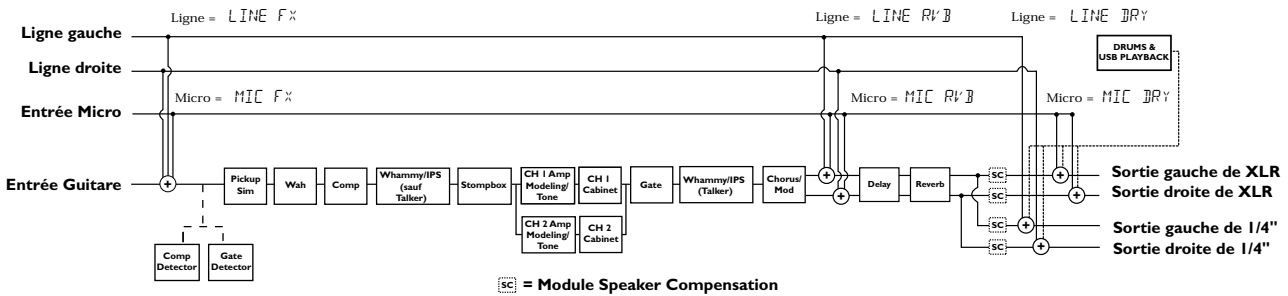 Ligne = LINE FX
Ligne = LINE RVB
Ligne = LINE DRY
Ligne gauche
DRUMS &
USB PLAYBACK
Ligne droite
Micro = MIC FX
Micro = MIC RVB
Micro = MIC DRY
Entrée Micro
Entrée Guitare
Pickup
Sim
Wah
Comp
Whammy/IPS
(sauf
Talker)
Stompbox
CH 1 Amp
Modeling/
Tone
CH 1
Cabinet
CH 2 Amp
Modeling/
Tone
CH 2
Cabinet
Gate
Whammy/IPS
(Talker)
Chorus/
Mod
Delay
Reverb
SC
SC
SC
SC
Sortie gauche de XLR
Sortie droite de XLR
Sortie gauche de 1/4"
Sortie droite de 1/4"
Comp
Detector
Gate
Detector
SC = Module Speaker Compensation